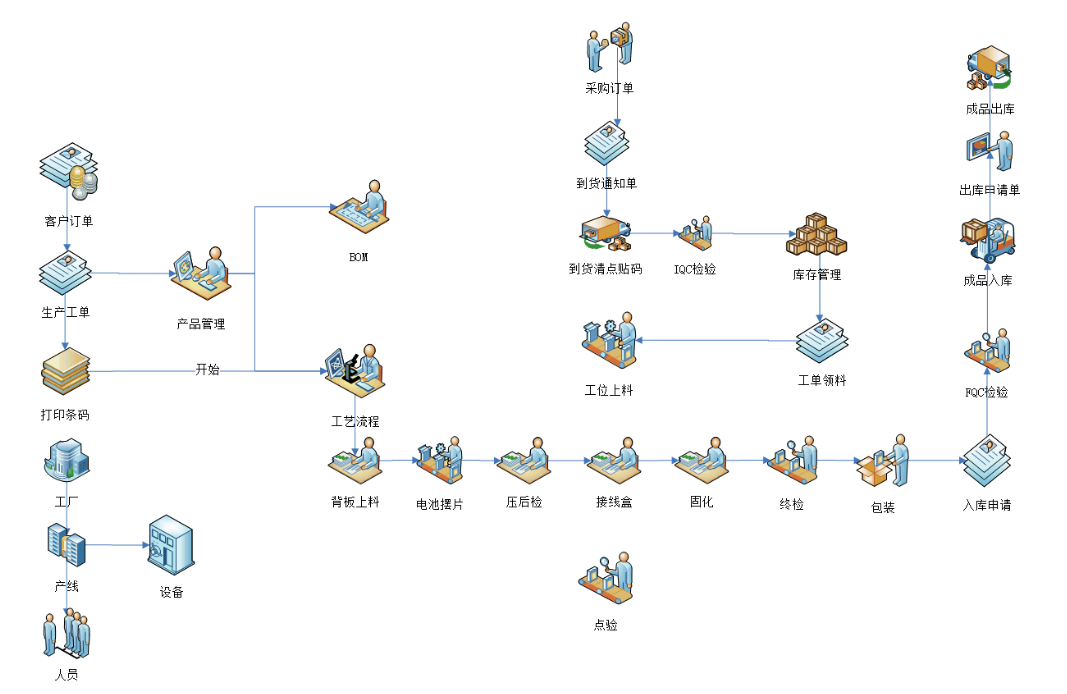 采购订单
成品出库
到货通知单
出库申请单
客户订单
BOM
到货清点贴码
IQC检验
库存管理
成品入库
生产工单
产品管理
开始
工位上料
工单领料
FQC检验
打印条码
工艺流程
背板上料
电池摆片
压后检
接线盒
固化
终检
包装
入库申请
工厂
产线
设备
点验
人员